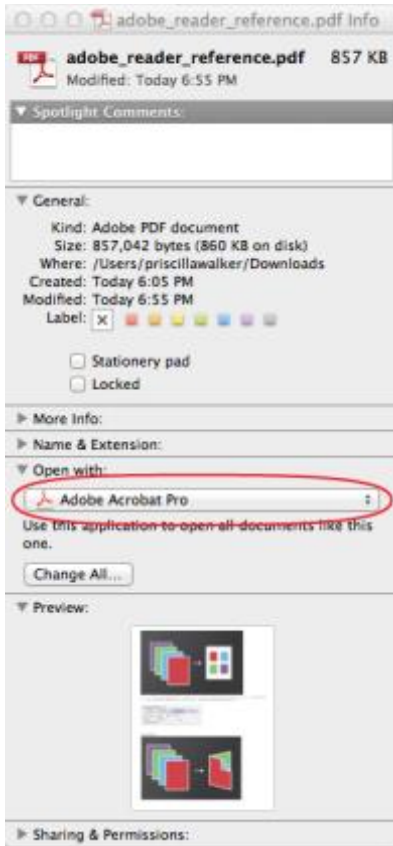 adobe_reader_reference.pdf Info
adobe_reader_reference.pdf 857 KB
Modified: Today 6:55 PM
Spotlight Comments:
General:
Kind: Adobe PDF document
Size: 857,042 bytes (860 KB on disk)
Where: /Users/priscillawalker/Downloads
Created: Today 6:05 PM
Modified: Today 6:55 PM
Label:
Stationery pad
Locked
More Info:
Name & Extension:
Open with:
Adobe Acrobat Pro
Use this application to open all documents like this
one.
Change All...
Preview:
Sharing & Permissions: